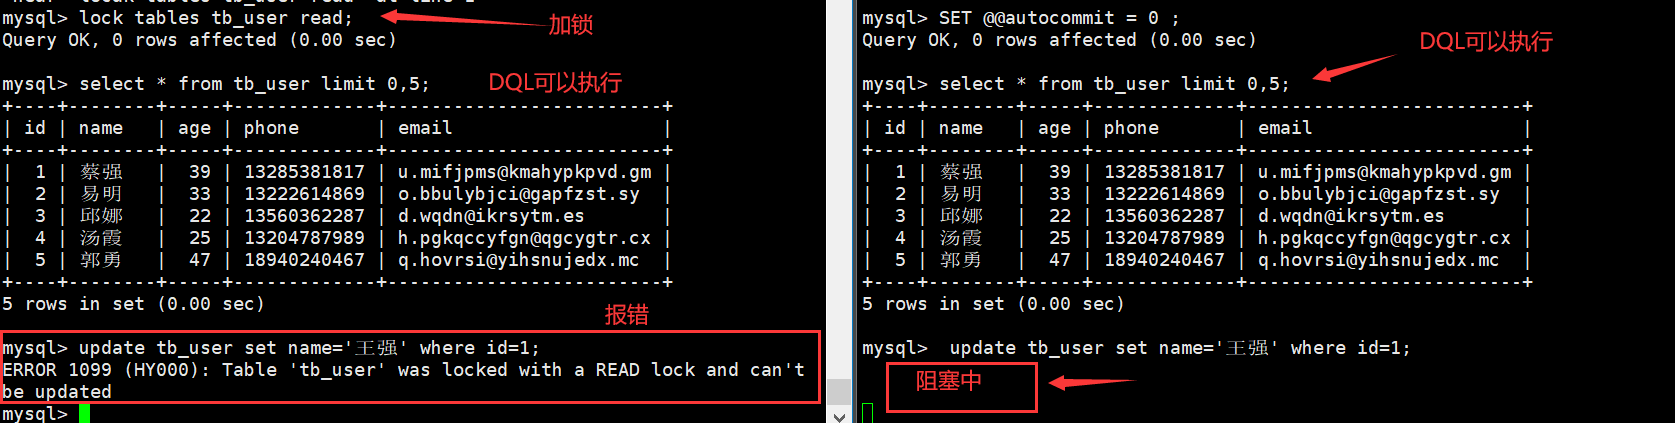 mysql> lock tables tb_user read;
加锁
Query OK, 0 rows affected (0.00 sec)
mysql> select * from tb_user limit 0,5;
DQL可以执行
+----+--------+-----+-------------+--------------------------+
| id | name   | age | phone       | email                    |
+----+--------+-----+-------------+--------------------------+
|  1 | 蔡强   |  39 | 13285381817 | u.mifjpms@kmahypkpvd.gm  |
|  2 | 易明   |  33 | 13222614869 | o.bbulybjci@gapfzst.sy   |
|  3 | 邱娜   |  22 | 13560362287 | d.wqdn@ikrsytm.es        |
|  4 | 汤霞   |  25 | 13204787989 | h.pgkqccyfgn@qgcygtr.cx |
|  5 | 郭勇   |  47 | 18940240467 | q.hovrsi@yihsnujedx.mc   |
+----+--------+-----+-------------+--------------------------+
5 rows in set (0.00 sec)
报错
mysql> update tb_user set name='王强' where id=1;
ERROR 1099 (HY000): Table 'tb_user' was locked with a READ lock and can't
be updated
mysql>
mysql> SET @@autocommit = 0 ;
Query OK, 0 rows affected (0.00 sec)
DQL可以执行
mysql> select * from tb_user limit 0,5;
+----+--------+-----+-------------+--------------------------+
| id | name   | age | phone       | email                    |
+----+--------+-----+-------------+--------------------------+
|  1 | 蔡强   |  39 | 13285381817 | u.mifjpms@kmahypkpvd.gm  |
|  2 | 易明   |  33 | 13222614869 | o.bbulybjci@gapfzst.sy   |
|  3 | 邱娜   |  22 | 13560362287 | d.wqdn@ikrsytm.es        |
|  4 | 汤霞   |  25 | 13204787989 | h.pgkqccyfgn@qgcygtr.cx |
|  5 | 郭勇   |  47 | 18940240467 | q.hovrsi@yihsnujedx.mc   |
+----+--------+-----+-------------+--------------------------+
5 rows in set (0.00 sec)
mysql>  update tb_user set name='王强' where id=1;
阻塞中